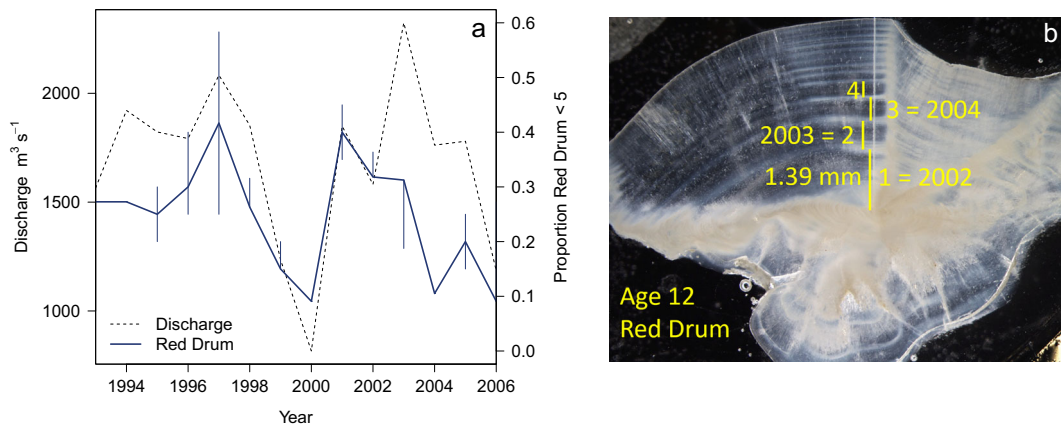 a
2000
1500
1000
Discharge m³ s⁻¹
0.6
0.5
0.4
0.3
0.2
0.1
0.0
Proportion Red Drum < 5
Discharge
Red Drum
1994 1996 1998 2000 2002 2004 2006
Year
b
4
3 = 2004
2003 = 2
1.39 mm 1 = 2002
Age 12
Red Drum